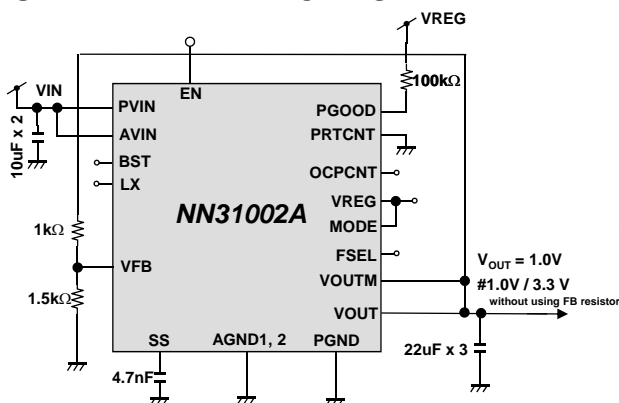 VREG
VIN
10uF x 2
EN
100kΩ
PVIN
AVIN
BST
LX
PGOOD
PRTCNT
OCPCNT
VREG
MODE
FSEL
VOUTM
VOUT
NN31002A
1kΩ
VFB
1.5kΩ
SS
AGND1, 2
PGND
4.7nF
VOUT = 1.0V
#1.0V / 3.3 V
without using FB resistor
22uF x 3